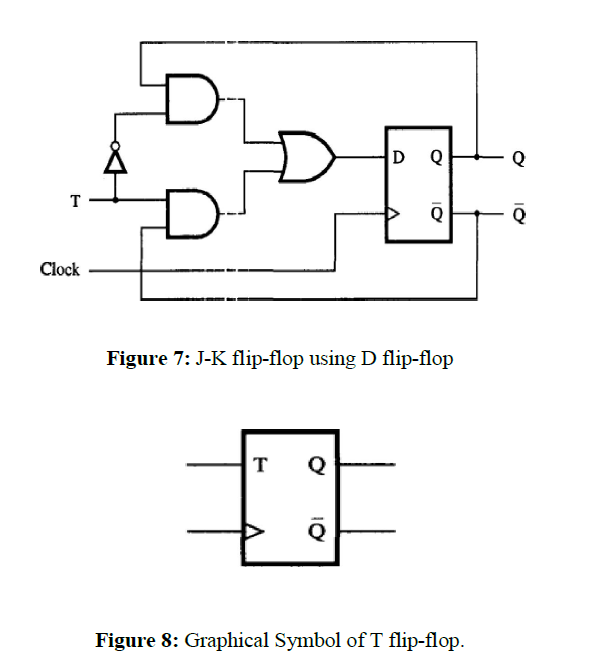 D Q Q
T
Q̅ Q̅
Clock
Figure 7: J-K flip-flop using D flip-flop
T Q
Q̅
Figure 8: Graphical Symbol of T flip-flop.